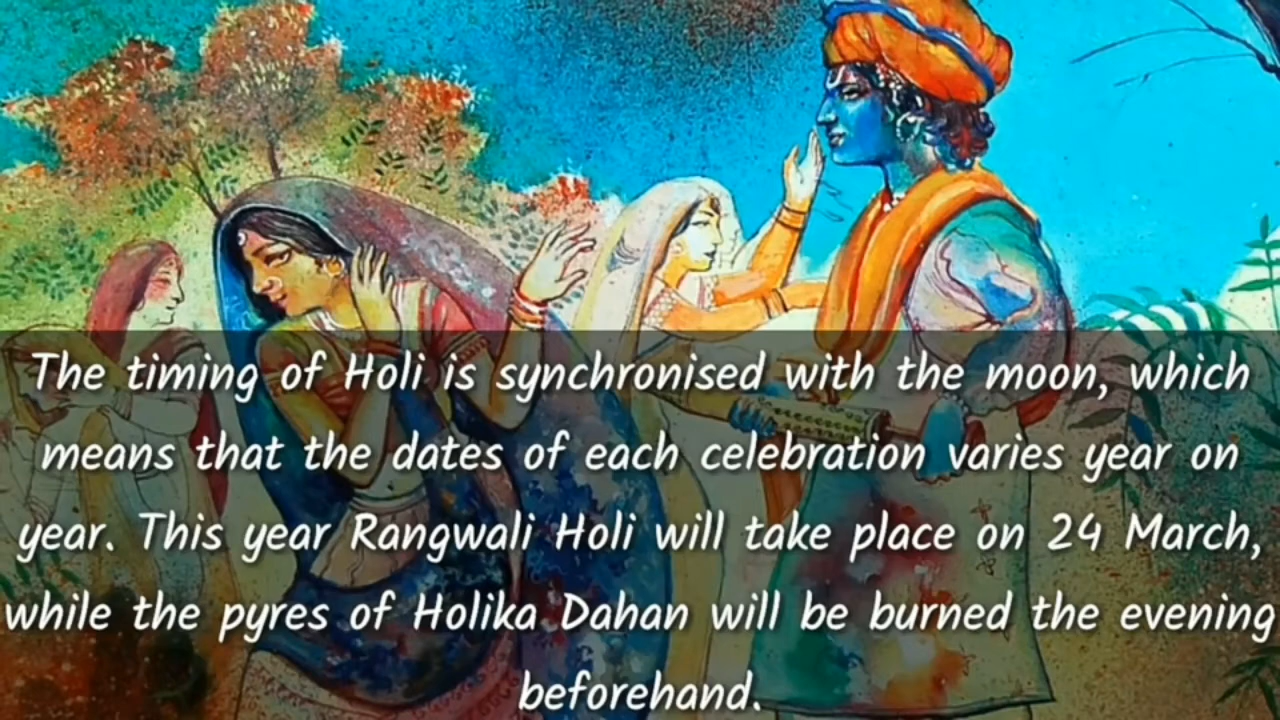 The timing of Holi is synchronised with the moon, which
means that the dates of each celebration varies year on
year. This year Rangwali Holi will take place on 24 March,
while the pyres of Holika Dahan will be burned the evening
beforehand.